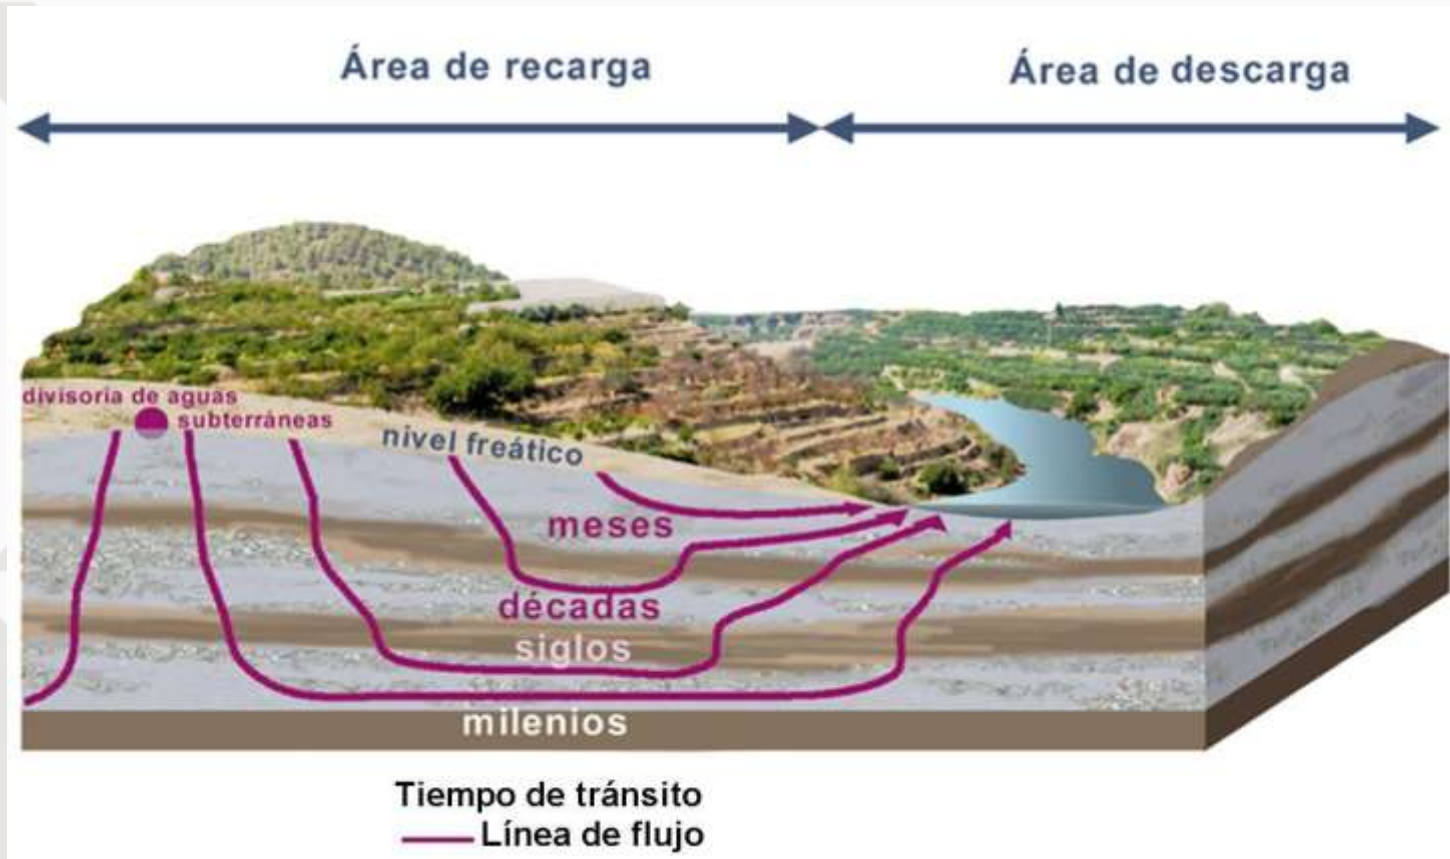 Área de recarga
Área de descarga
divisoria de aguas
subterráneas
nivel freático
meses
décadas
siglos
milenios
Tiempo de tránsito
Línea de flujo